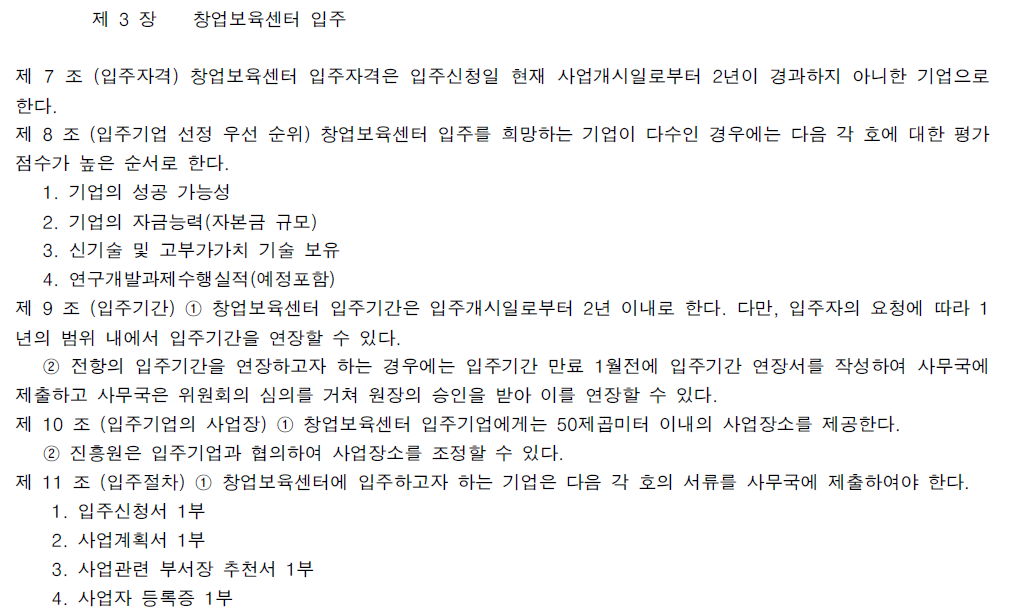 제 3 장 창업보육센터 입주
제 7 조 (입주자격) 창업보육센터 입주자격은 입주신청일 현재 사업개시일로부터 2년이 경과하지 아니한 기업으로
한다.
제 8 조 (입주기업 선정 우선 순위) 창업보육센터 입주를 희망하는 기업이 다수인 경우에는 다음 각 호에 대한 평가
점수가 높은 순서로 한다.
1. 기업의 성공 가능성
2. 기업의 자금능력(자본금 규모)
3. 신기술 및 고부가가치 기술 보유
4. 연구개발과제수행실적(예정포함)
제 9 조 (입주기간) ① 창업보육센터 입주기간은 입주개시일로부터 2년 이내로 한다. 다만, 입주자의 요청에 따라 1
년의 범위 내에서 입주기간을 연장할 수 있다.
② 전항의 입주기간을 연장하고자 하는 경우에는 입주기간 만료 1월전에 입주기간 연장서를 작성하여 사무국에
제출하고 사무국은 위원회의 심의를 거쳐 원장의 승인을 받아 이를 연장할 수 있다.
제 10 조 (입주기업의 사업장) ① 창업보육센터 입주기업에게는 50제곱미터 이내의 사업장소를 제공한다.
② 진흥원은 입주기업과 협의하여 사업장소를 조정할 수 있다.
제 11 조 (입주절차) ① 창업보육센터에 입주하고자 하는 기업은 다음 각 호의 서류를 사무국에 제출하여야 한다.
1. 입주신청서 1부
2. 사업계획서 1부
3. 사업관련 부서장 추천서 1부
4. 사업자 등록증 1부